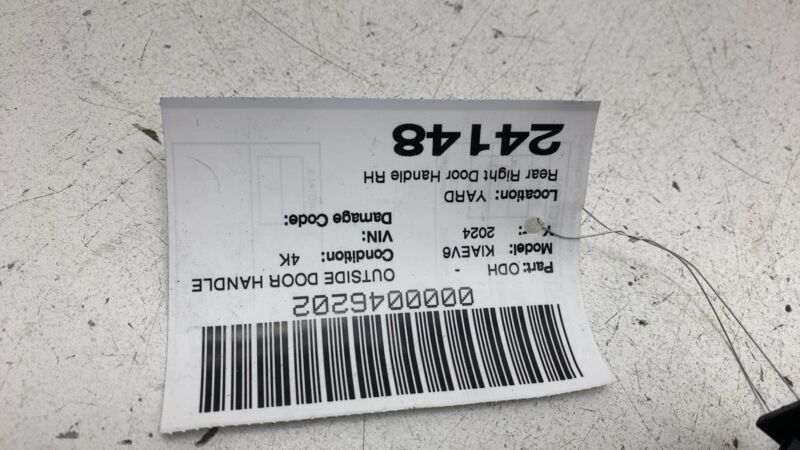 0000046202
Part: ODH - OUTSIDE DOOR HANDLE
Model: KIAEV6 Condition: 4K
2024 VIN:
Damage Code:
Location: YARD
Rear Right Door Handle RH
24148